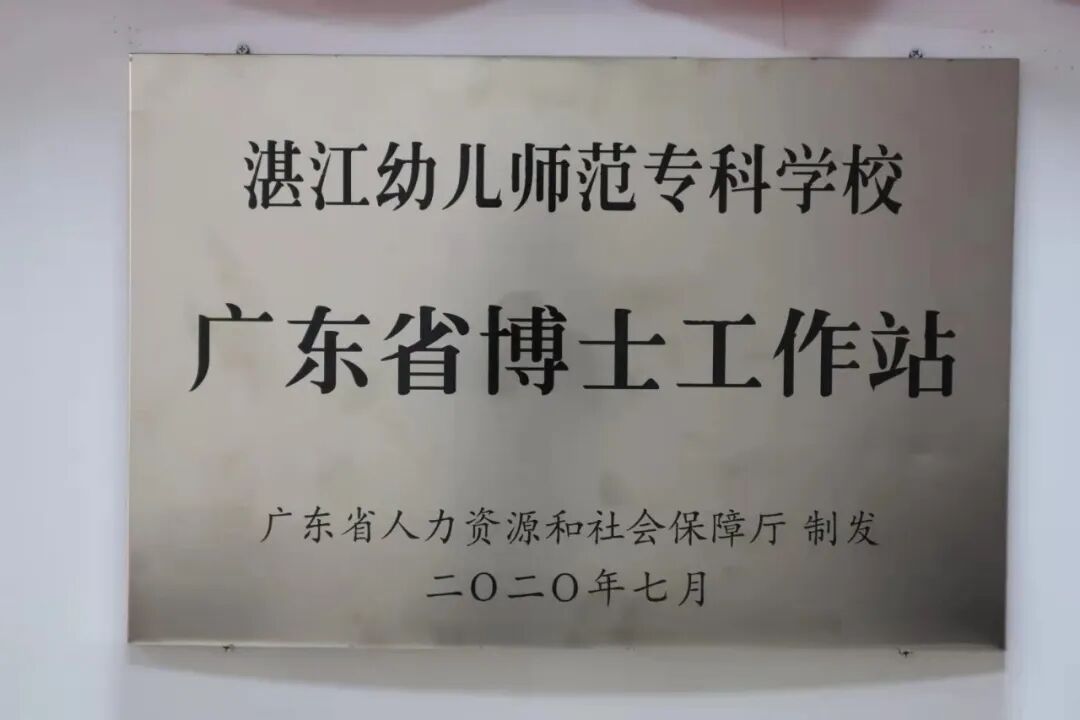 湛江幼儿师范专科学校
广东省博士工作站
广东省人力资源和社会保障厅 制发
二〇二〇年七月